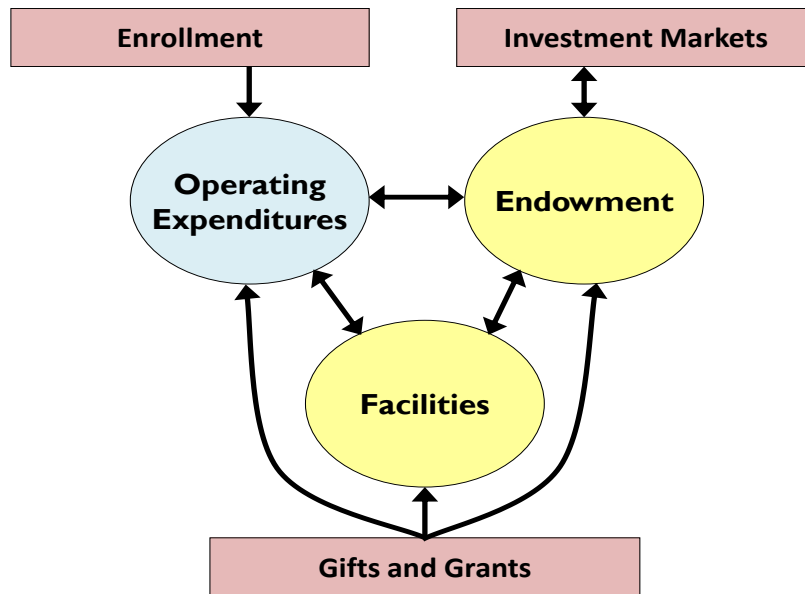 Enrollment
Investment Markets
Operating
Expenditures
Endowment
Facilities
Gifts and Grants